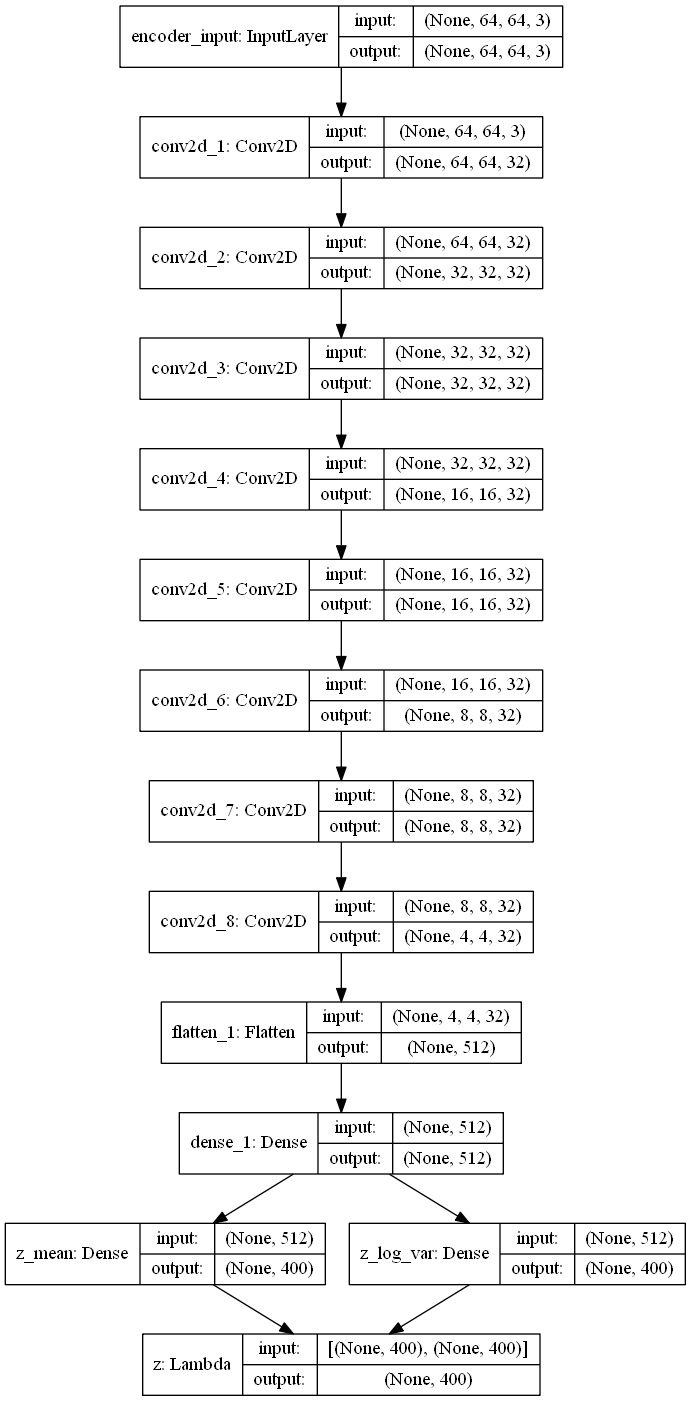 encoder_input: InputLayer
input: (None, 64, 64, 3)
output: (None, 64, 64, 3)
conv2d_1: Conv2D
input: (None, 64, 64, 3)
output: (None, 64, 64, 32)
conv2d_2: Conv2D
input: (None, 64, 64, 32)
output: (None, 32, 32, 32)
conv2d_3: Conv2D
input: (None, 32, 32, 32)
output: (None, 32, 32, 32)
conv2d_4: Conv2D
input: (None, 32, 32, 32)
output: (None, 16, 16, 32)
conv2d_5: Conv2D
input: (None, 16, 16, 32)
output: (None, 16, 16, 32)
conv2d_6: Conv2D
input: (None, 16, 16, 32)
output: (None, 8, 8, 32)
conv2d_7: Conv2D
input: (None, 8, 8, 32)
output: (None, 8, 8, 32)
conv2d_8: Conv2D
input: (None, 8, 8, 32)
output: (None, 4, 4, 32)
flatten_1: Flatten
input: (None, 4, 4, 32)
output: (None, 512)
dense_1: Dense
input: (None, 512)
output: (None, 512)
z_mean: Dense
input: (None, 512)
output: (None, 400)
z_log_var: Dense
input: (None, 512)
output: (None, 400)
z: Lambda
input: [(None, 400), (None, 400)]
output: (None, 400)